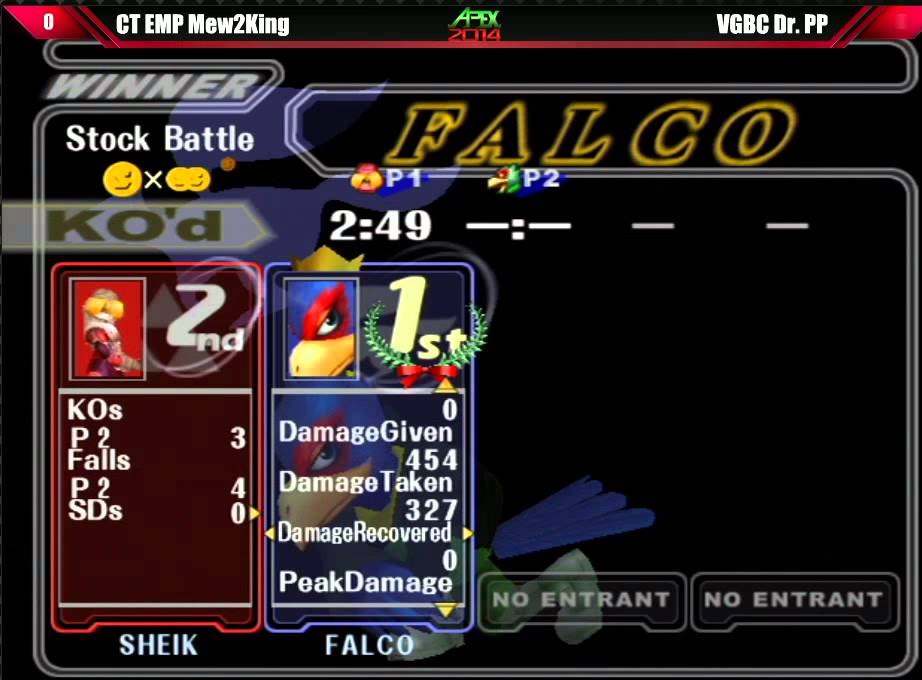 0
CT EMP Mew2King
APEX
2014
VGBC Dr. PP
WINNER
Stock Battle
FALCO
×
P1
P2
KO'd
2:49
—:—
—
—
2nd
1st
KOs
P2 3
Falls
P2 4
SDs 0
0
DamageGiven
454
DamageTaken
327
DamageRecovered
0
PeakDamage
NO ENTRANT
NO ENTRANT
SHEIK
FALCO